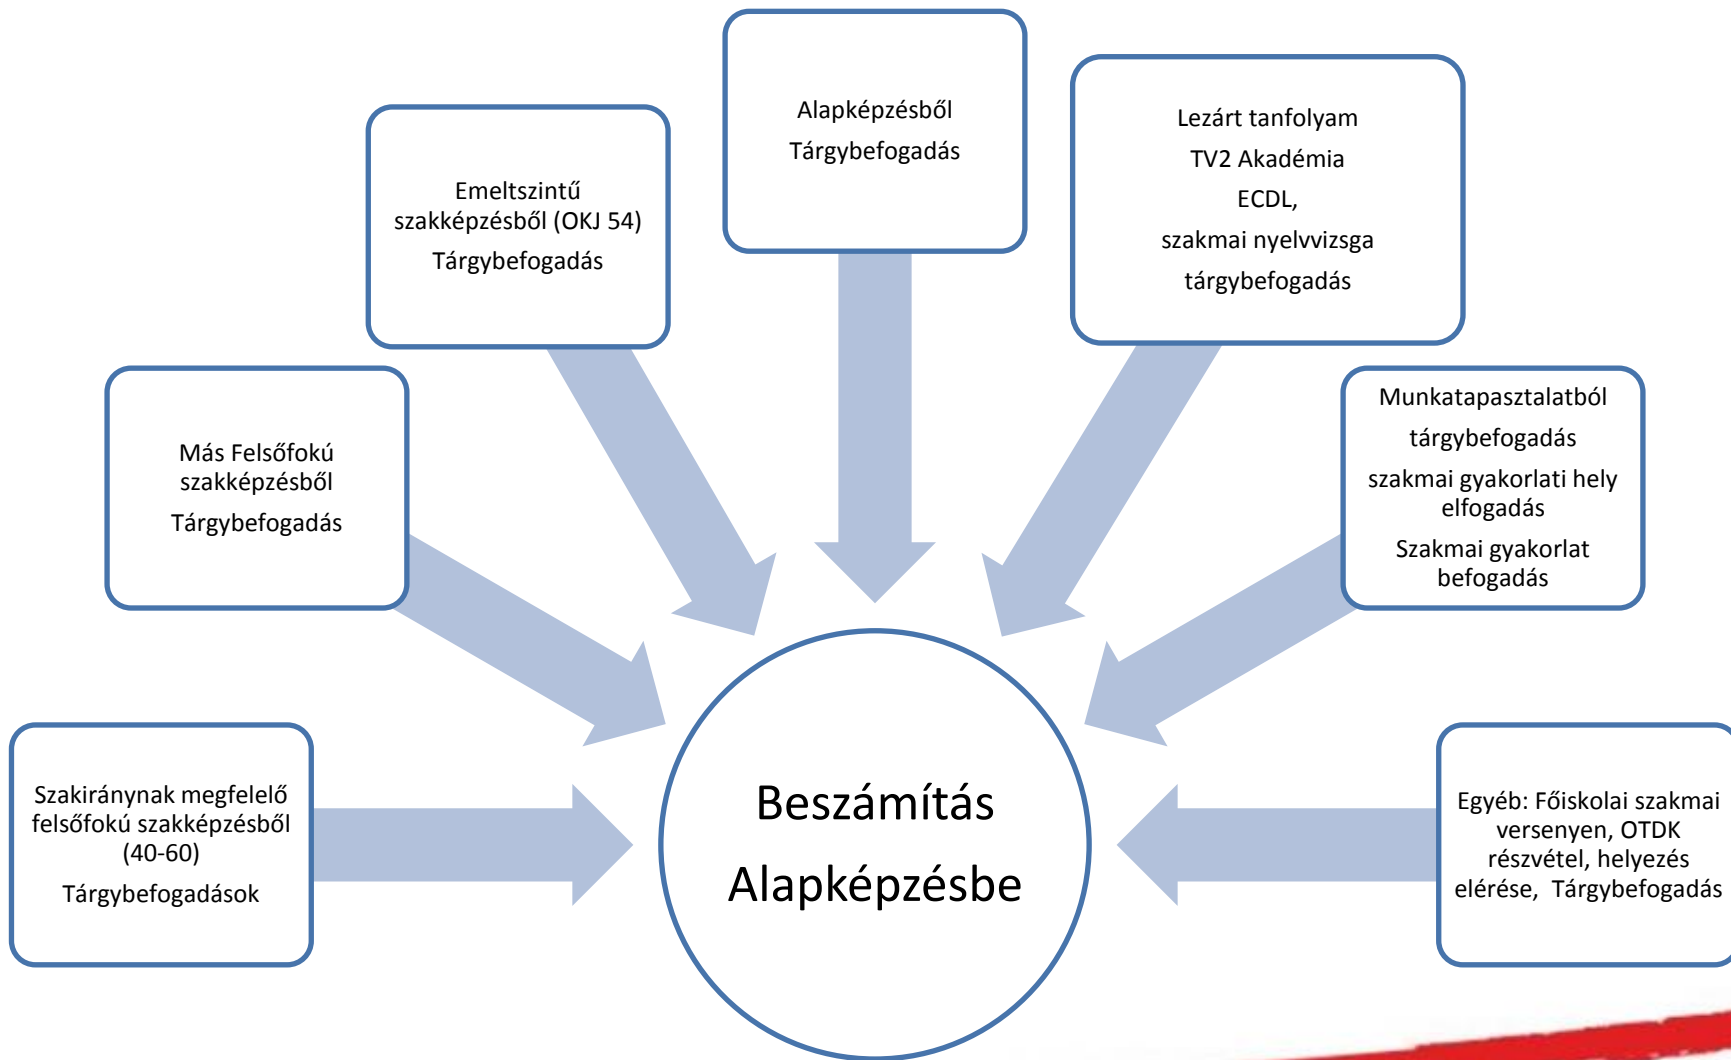 Alapképzésből
Tárgybefogadás
Lezárt tanfolyam
TV2 Akadémia
ECDL,
szakmai nyelvvizsga
tárgybefogadás
Emeltszintű
szakképzésből (OKJ 54)
Tárgybefogadás
Más Felsőfokú
szakképzésből
Tárgybefogadás
Munkatapasztalatból
tárgybefogadás
szakmai gyakorlati hely
elfogadás
Szakmai gyakorlat
befogadás
Szakiránynak megfelelő
felsőfokú szakképzésből
(40-60)
Tárgybefogadások
Beszámítás
Alapképzésbe
Egyéb: Főiskolai szakmai
versenyen, OTDK
részvétel, helyezés
elérése, Tárgybefogadás